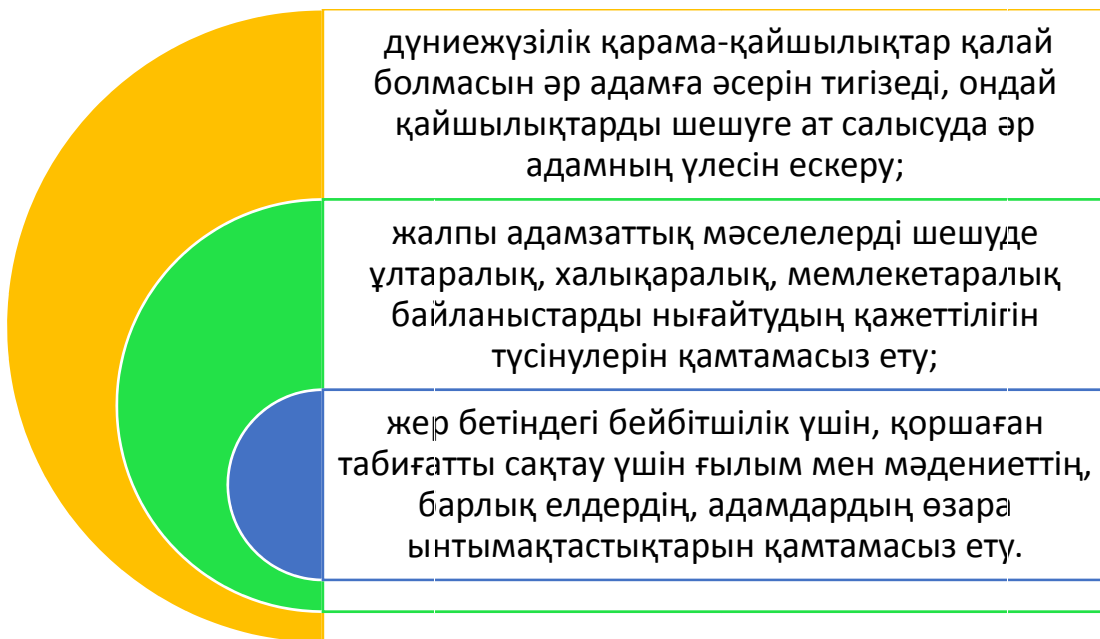 дүниежүзілік қарама-қайшылықтар қалай
болмасын әр адамға әсерін тигізеді, ондай
қайшылықтарды шешуге ат салысуда әр
адамның үлесін ескеру;
жалпы адамзаттық мәселелерді шешуде
ұлтаралық, халықаралық, мемлекетаралық
байланыстарды нығайтудың қажеттілігін
түсінулерін қамтамасыз ету;
жер бетіндегі бейбітшілік үшін, қоршаған
табиғатты сақтау үшін ғылым мен мәдениеттің,
барлық елдердің, адамдардың өзара
ынтымақтастықтарын қамтамасыз ету.